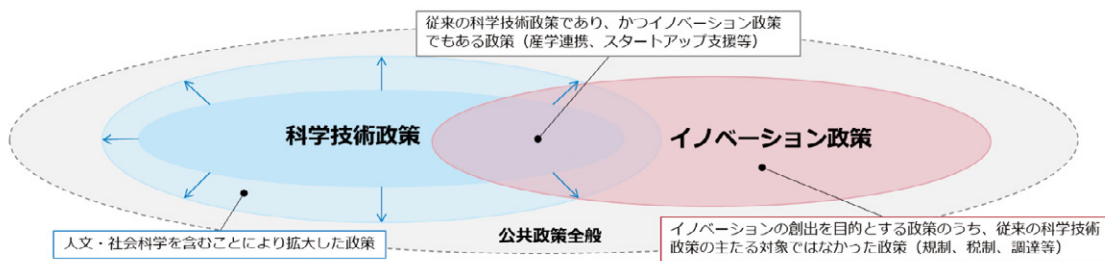 従来の科学技術政策であり、かつイノベーション政策
でもある政策（産学連携、スタートアップ支援等）
科学技術政策
イノベーション政策
人文・社会科学を含むことにより拡大した政策
公共政策全般
イノベーションの創出を目的とする政策のうち、従来の科学技術
政策の主たる対象ではなかった政策（規制、税制、調達等）